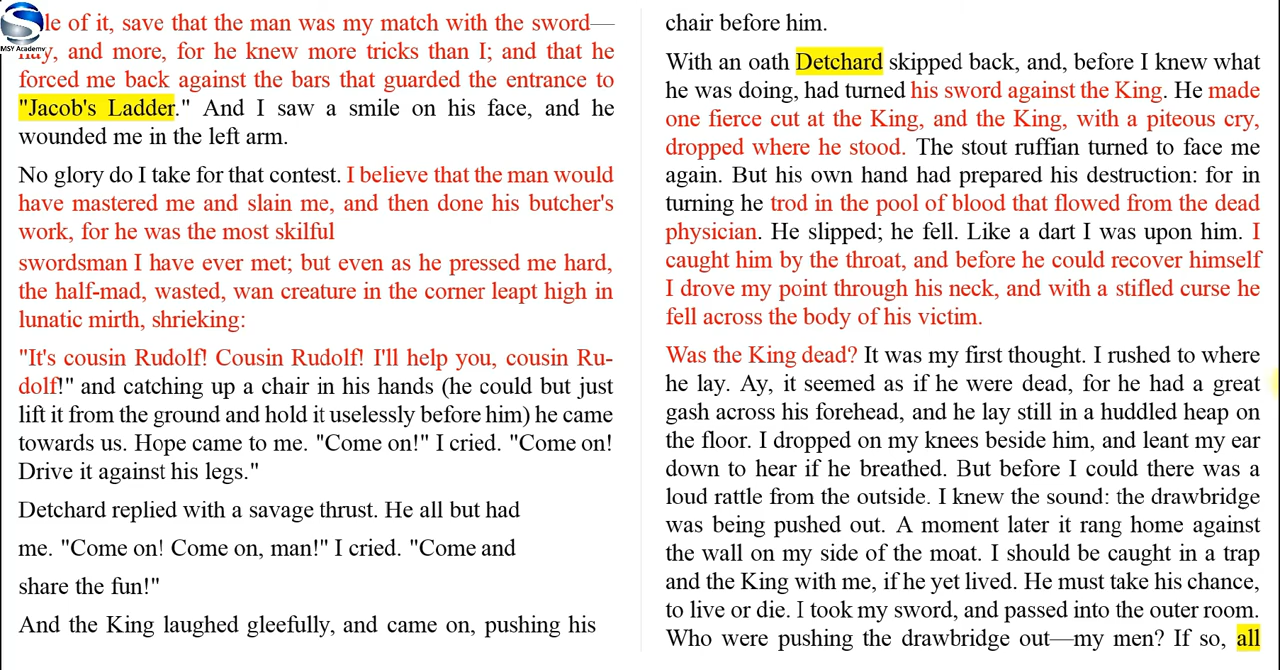 MSY Academy
le of it, save that the man was my match with the sword—
nay, and more, for he knew more tricks than I; and that he
forced me back against the bars that guarded the entrance to
"Jacob's Ladder." And I saw a smile on his face, and he
wounded me in the left arm.
No glory do I take for that contest. I believe that the man would
have mastered me and slain me, and then done his butcher's
work, for he was the most skilful
swordsman I have ever met; but even as he pressed me hard,
the half-mad, wasted, wan creature in the corner leapt high in
lunatic mirth, shrieking:
"It's cousin Rudolf! Cousin Rudolf! I'll help you, cousin Ru-
dolf!" and catching up a chair in his hands (he could but just
lift it from the ground and hold it uselessly before him) he came
towards us. Hope came to me. "Come on!" I cried. "Come on!
Drive it against his legs."
Detchard replied with a savage thrust. He all but had
me. "Come on! Come on, man!" I cried. "Come and
share the fun!"
And the King laughed gleefully, and came on, pushing his
chair before him.
With an oath Detchard skipped back, and, before I knew what
he was doing, had turned his sword against the King. He made
one fierce cut at the King, and the King, with a piteous cry,
dropped where he stood. The stout ruffian turned to face me
again. But his own hand had prepared his destruction: for in
turning he trod in the pool of blood that flowed from the dead
physician. He slipped; he fell. Like a dart I was upon him. I
caught him by the throat, and before he could recover himself
I drove my point through his neck, and with a stifled curse he
fell across the body of his victim.
Was the King dead? It was my first thought. I rushed to where
he lay. Ay, it seemed as if he were dead, for he had a great
gash across his forehead, and he lay still in a huddled heap on
the floor. I dropped on my knees beside him, and leant my ear
down to hear if he breathed. But before I could there was a
loud rattle from the outside. I knew the sound: the drawbridge
was being pushed out. A moment later it rang home against
the wall on my side of the moat. I should be caught in a trap
and the King with me, if he yet lived. He must take his chance,
to live or die. I took my sword, and passed into the outer room.
Who were pushing the drawbridge out—my men? If so, all